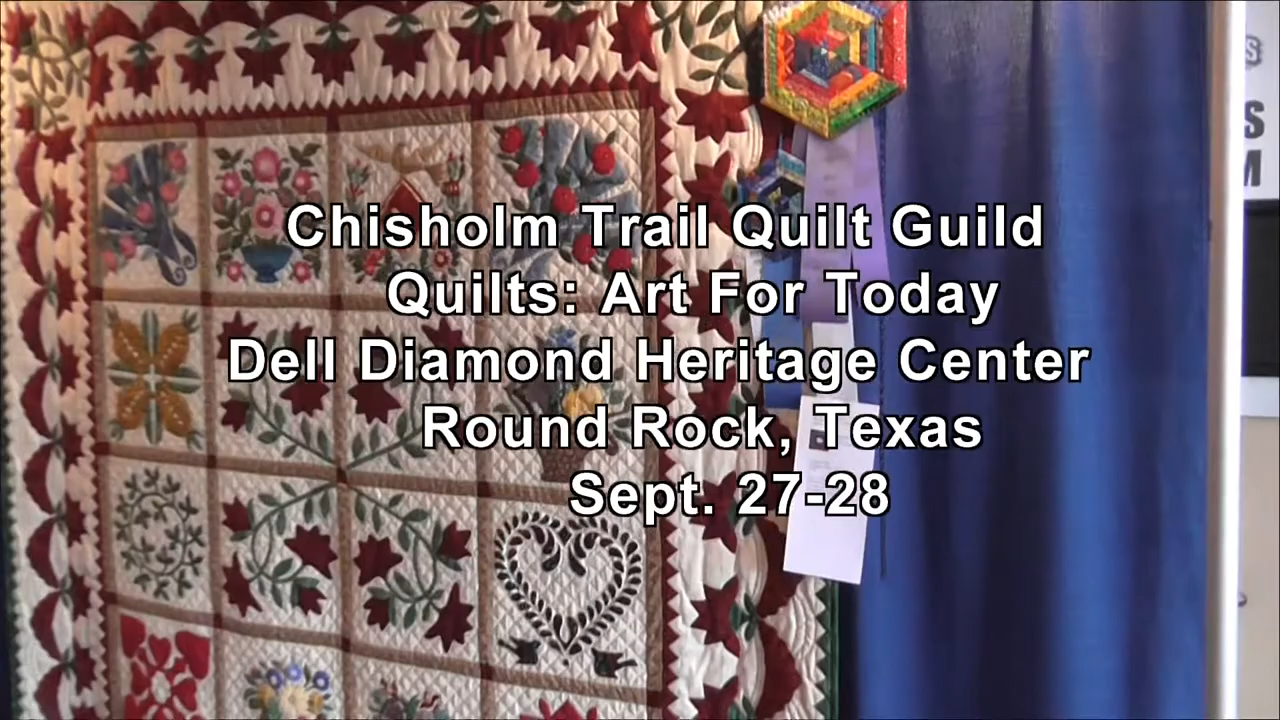 Chisholm Trail Quilt Guild
Quilts: Art For Today
Dell Diamond Heritage Center
Round Rock, Texas
Sept. 27-28
S
S
M